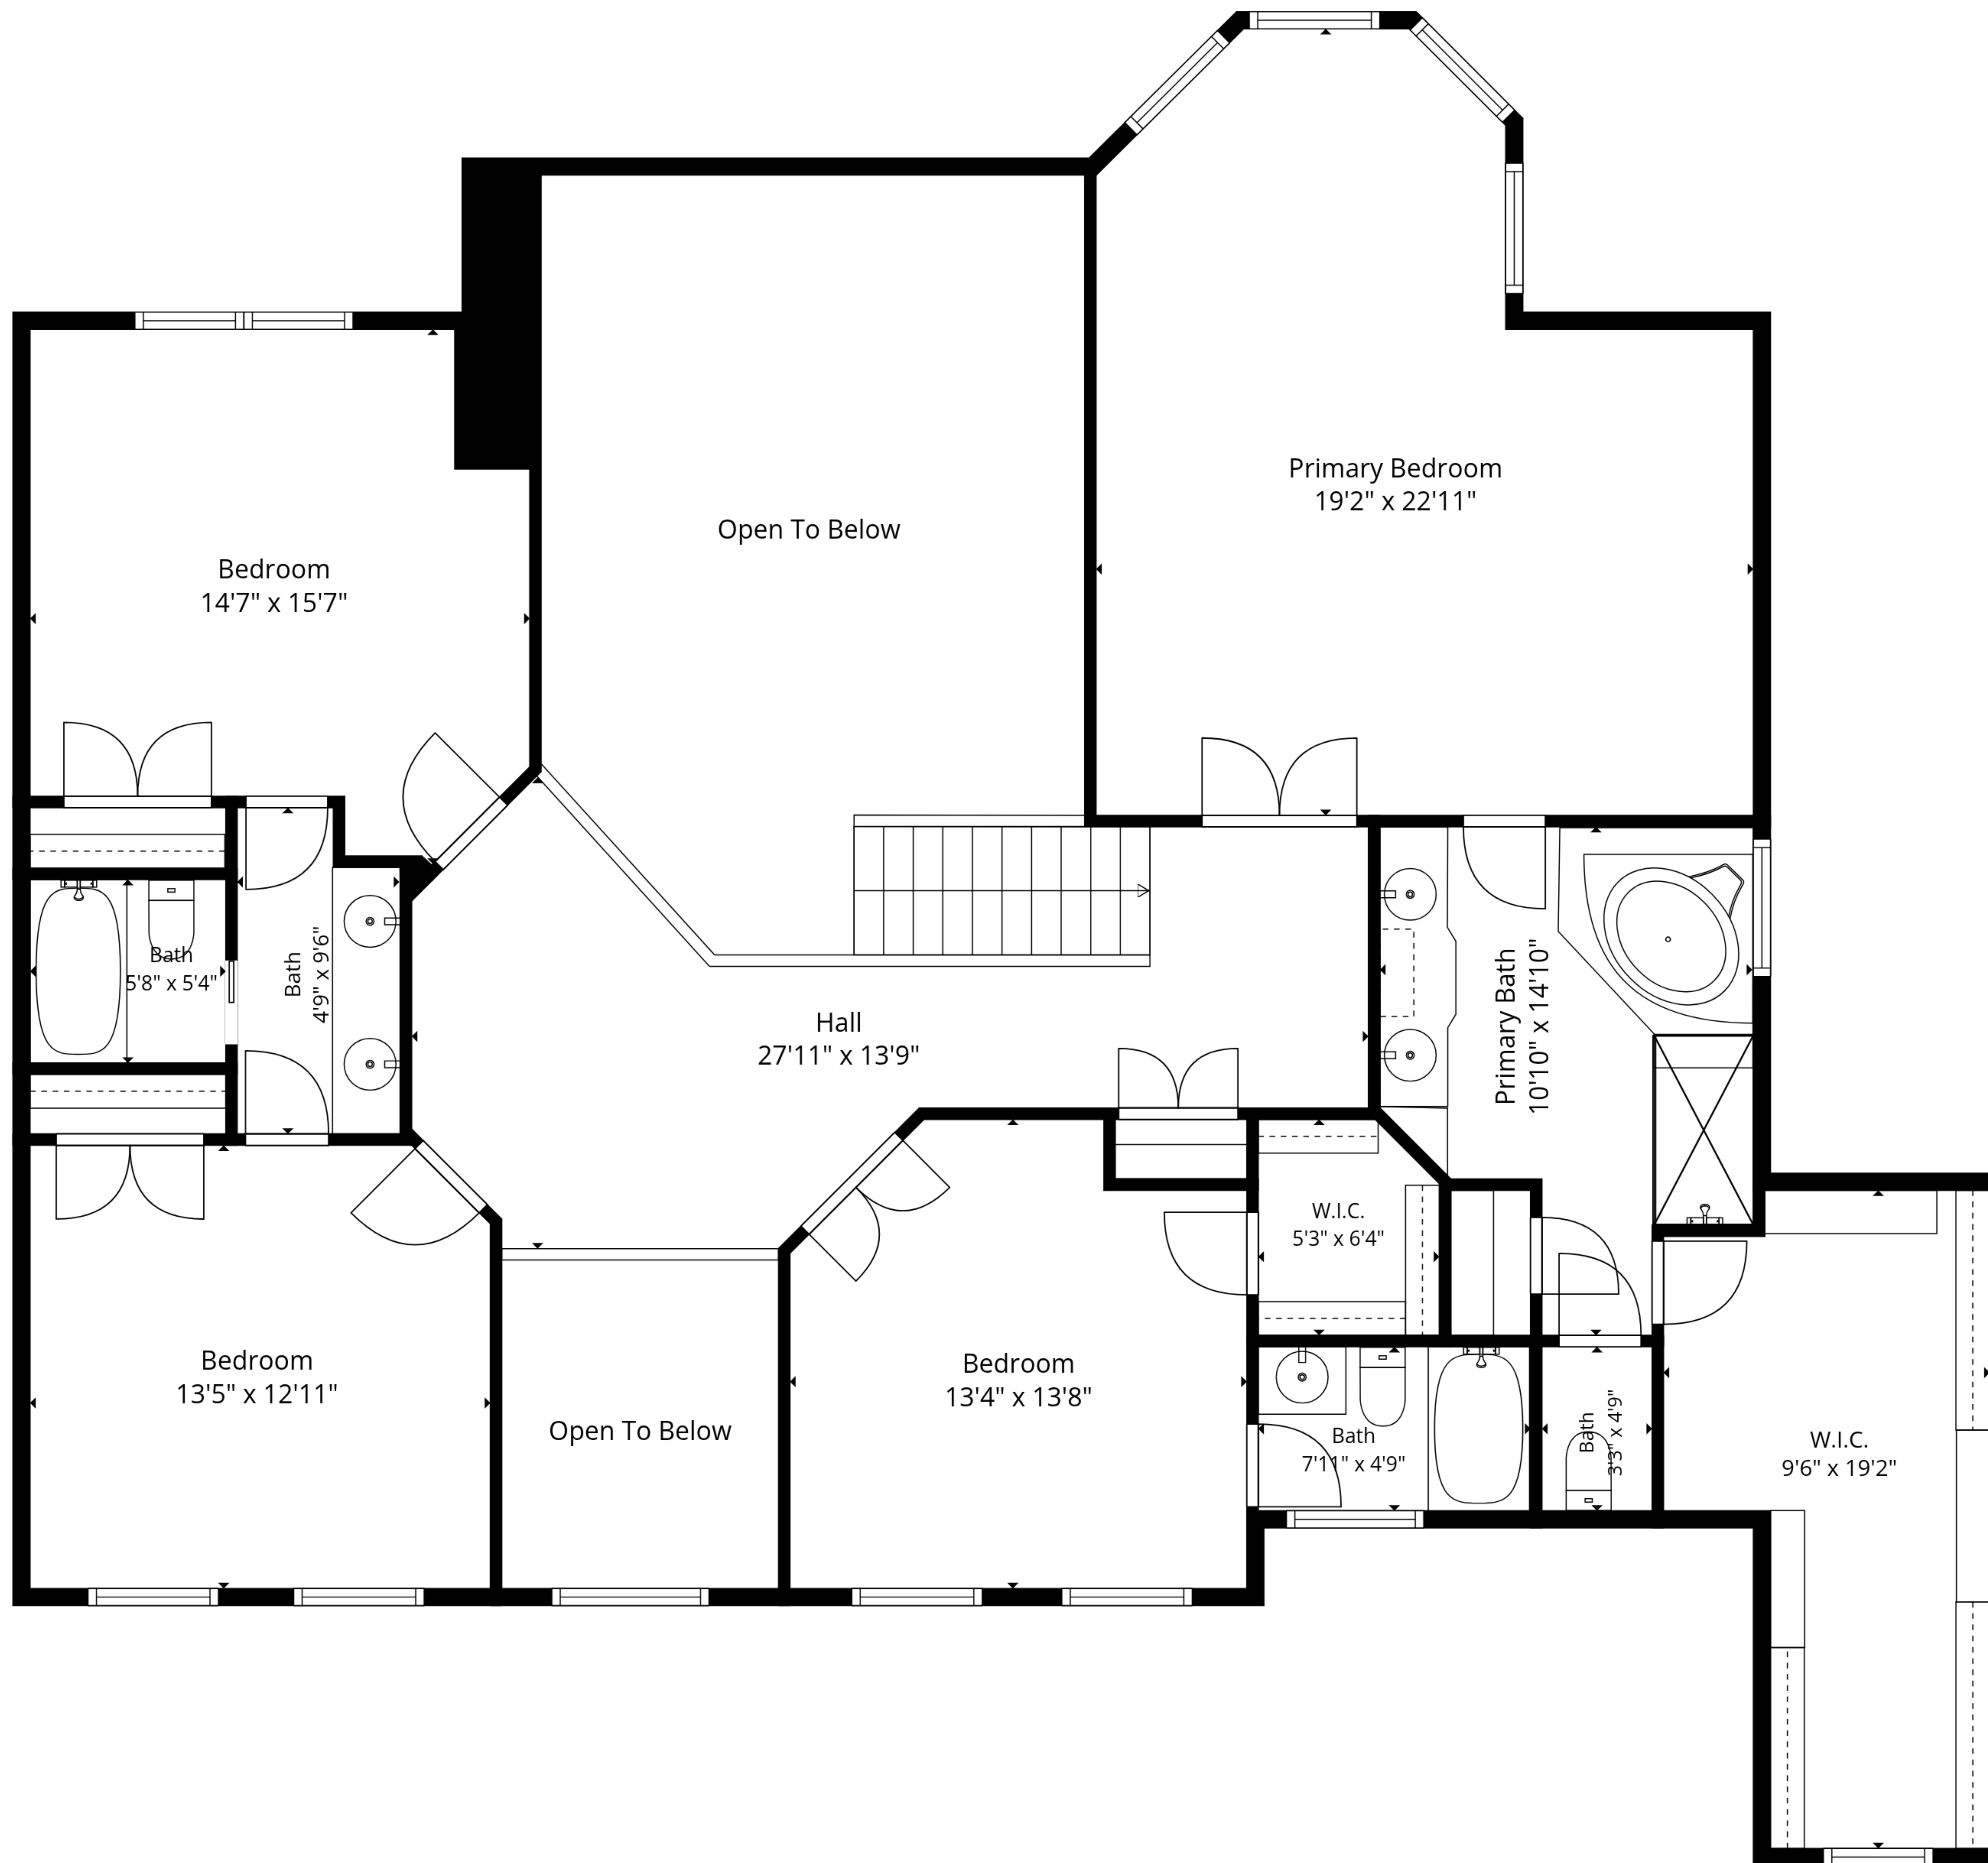 Primary Bedroom
19'2" x 22'11"
Open To Below
Bedroom
14'7" x 15'7"
Bath
5'8" x 5'4"
Bath
4'9" x 9'6"
Hall
27'11" x 13'9"
Primary Bath
10'10" x 14'10"
W.I.C.
5'3" x 6'4"
Bedroom
13'5" x 12'11"
Open To Below
Bedroom
13'4" x 13'8"
Bath
7'11" x 4'9"
Bath
3'3" x 4'9"
W.I.C.
9'6" x 19'2"